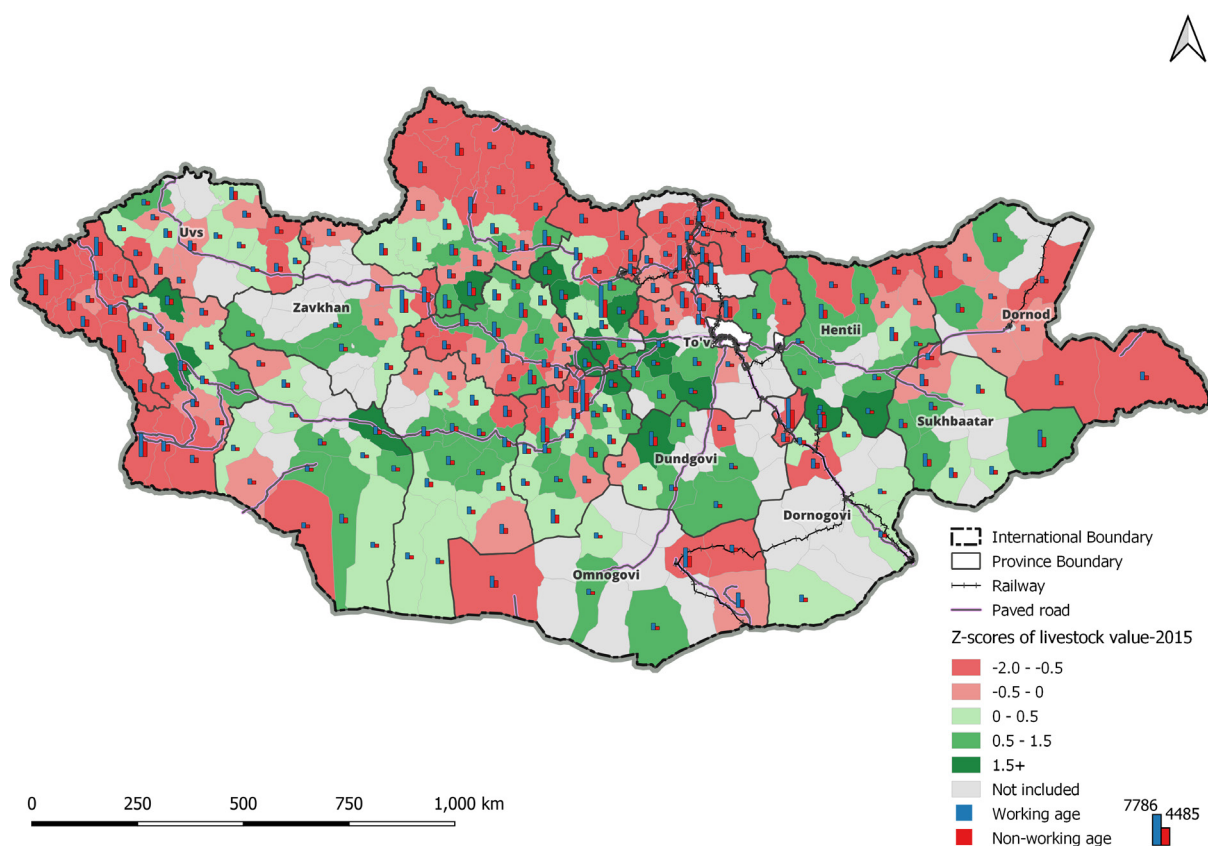 Uvs
Zavkhan
To'v
Hentii
Dornod
Sukhbaatar
Dundgovi
Dornogovi
Omnogovi
International Boundary
Province Boundary
Railway
Paved road
Z-scores of livestock value-2015
-2.0 - -0.5
-0.5 - 0
0 - 0.5
0.5 - 1.5
1.5+
Not included
Working age
Non-working age
7786
4485
0 250 500 750 1,000 km